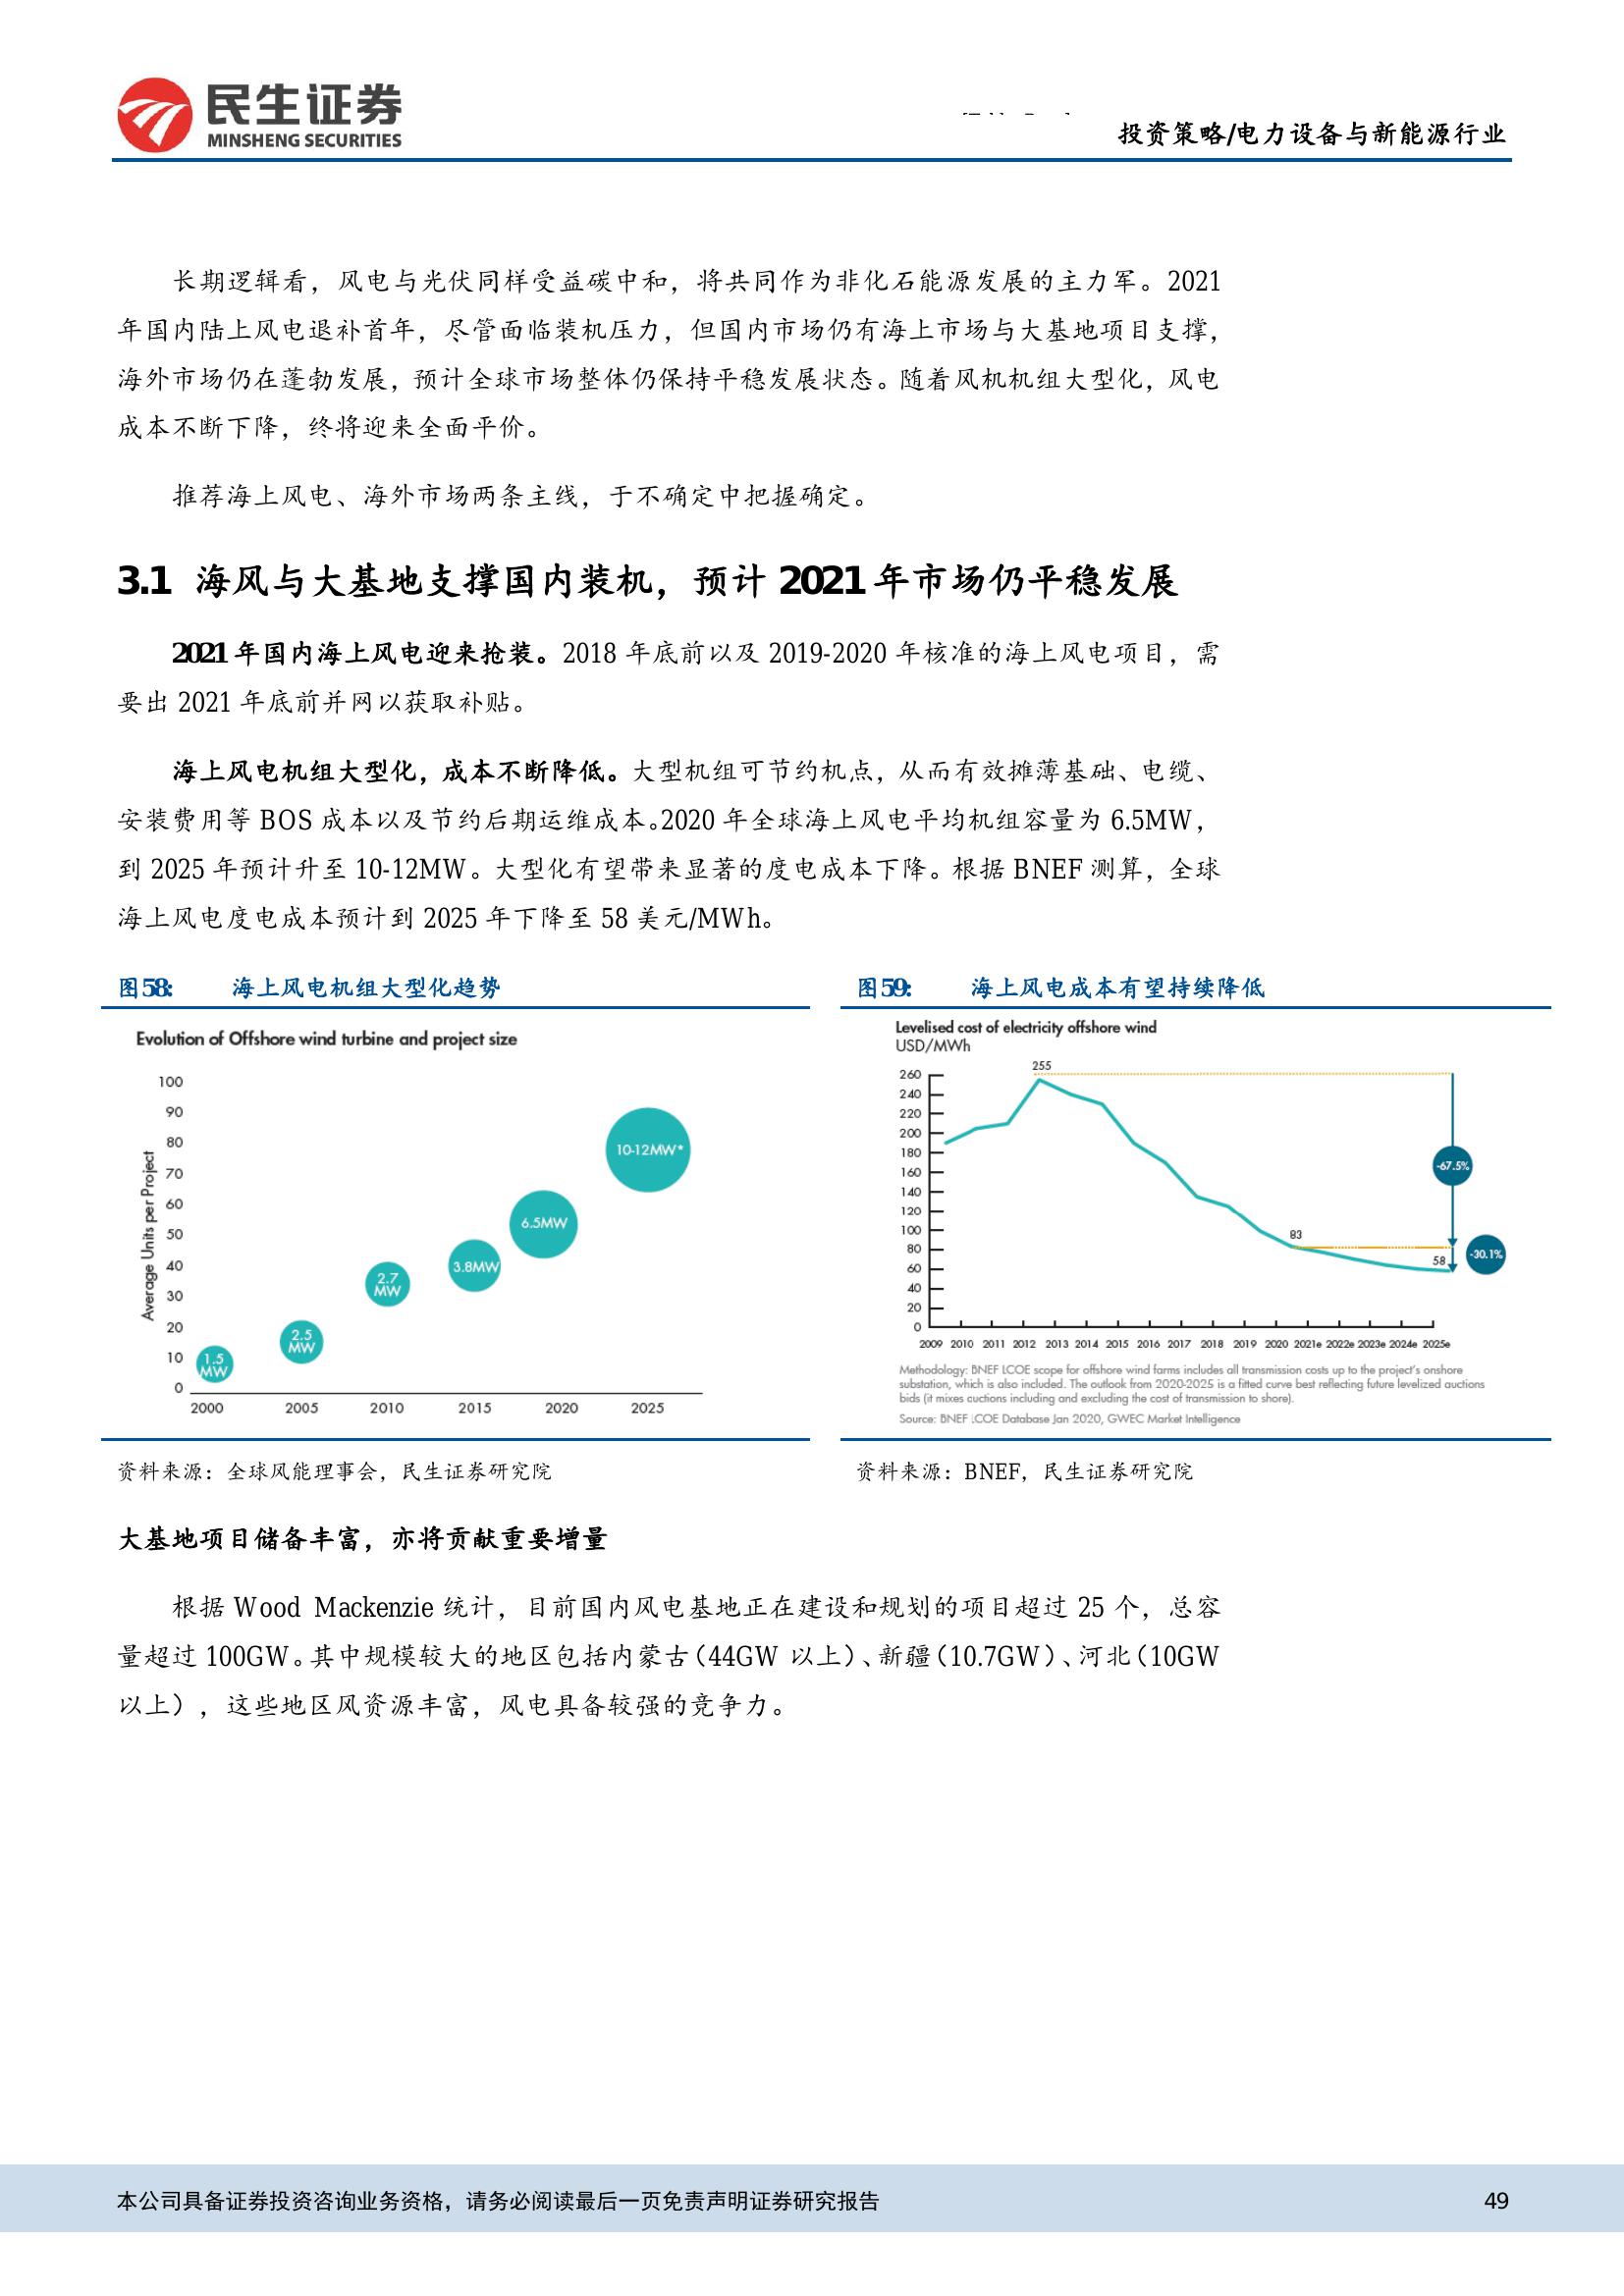 民生证券
MINSHENG SECURITIES
投资策略/电力设备与新能源行业
长期逻辑看，风电与光伏同样受益碳中和，将共同作为非化石能源发展的主力军。2021
年国内陆上风电退补首年，尽管面临装机压力，但国内市场仍有海上市场与大基地项目支撑，
海外市场仍在蓬勃发展，预计全球市场整体仍保持平稳发展状态。随着风机机组大型化，风电
成本不断下降，终将迎来全面平价。
推荐海上风电、海外市场两条主线，于不确定中把握确定。
3.1 海风与大基地支撑国内装机，预计 2021 年市场仍平稳发展
2021 年国内海上风电迎来抢装。2018 年底前以及 2019-2020 年核准的海上风电项目，需
要出 2021 年底前并网以获取补贴。
海上风电机组大型化，成本不断降低。大型机组可节约机点，从而有效摊薄基础、电缆、
安装费用等 BOS 成本以及节约后期运维成本。2020 年全球海上风电平均机组容量为 6.5MW，
到 2025 年预计升至 10-12MW。大型化有望带来显著的度电成本下降。根据 BNEF 测算，全球
海上风电度电成本预计到 2025 年下降至 58 美元/MWh。
图58: 海上风电机组大型化趋势
Evolution of Offshore wind turbine and project size
Average Units per Project
100
90
80
70
60
50
40
30
20
10
0
1.5
MW
2.5
MW
2.7
MW
3.8MW
6.5MW
10-12MW*
2000 2005 2010 2015 2020 2025
资料来源：全球风能理事会，民生证券研究院
图59: 海上风电成本有望持续降低
Levelised cost of electricity offshore wind
USD/MWh
260
240
220
200
180
160
140
120
100
80
60
40
20
0
255
83
58
-67.5%
-30.1%
2009 2010 2011 2012 2013 2014 2015 2016 2017 2018 2019 2020 2021e 2022e 2023e 2024e 2025e
Methodology: BNEF LCOE scope for offshore wind farms includes all transmission costs up to the project's onshore
substation, which is also included. The outlook from 2020-2025 is a fitted curve best reflecting future levelized auctions
bids (it mixes auctions including and excluding the cost of transmission to shore).
Source: BNEF LCOE Database Jan 2020, GWEC Market Intelligence
资料来源：BNEF，民生证券研究院
大基地项目储备丰富，亦将贡献重要增量
根据 Wood Mackenzie 统计，目前国内风电基地正在建设和规划的项目超过 25 个，总容
量超过 100GW。其中规模较大的地区包括内蒙古（44GW 以上）、新疆（10.7GW）、河北（10GW
以上），这些地区风资源丰富，风电具备较强的竞争力。
本公司具备证券投资咨询业务资格，请务必阅读最后一页免责声明证券研究报告 49